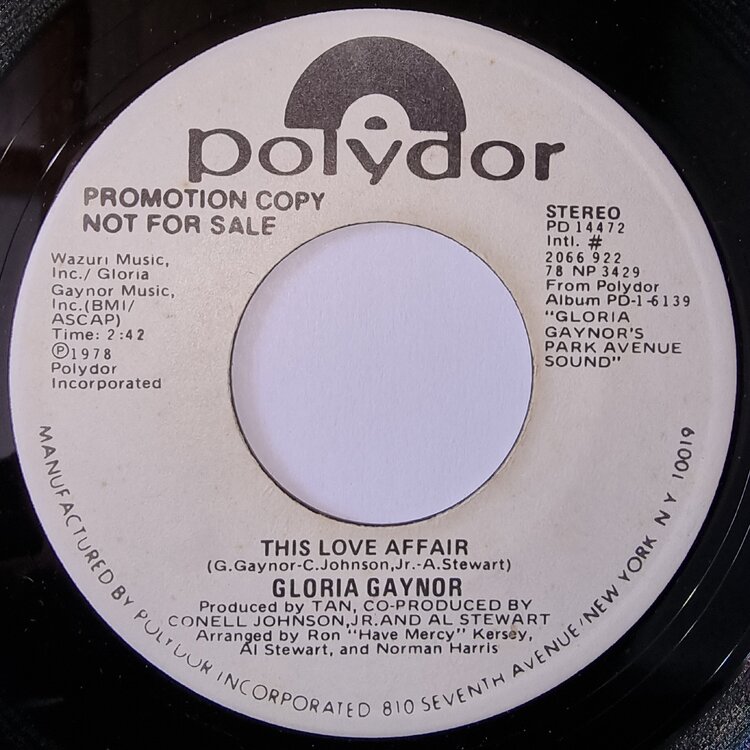 polydor
PROMOTION COPY
NOT FOR SALE
Wazuri Music,
Inc./ Gloria
Gaynor Music,
Inc.(BMI/
ASCAP)
Time: 2:42
Ⓟ1978
Polydor
Incorporated
STEREO
PD 14472
Intl. #
2066 922
78 NP 3429
From Polydor
Album PD-1-6139
"GLORIA
GAYNOR'S
PARK AVENUE
SOUND"
THIS LOVE AFFAIR
(G.Gaynor-C.Johnson,Jr.-A.Stewart)
GLORIA GAYNOR
Produced by TAN, CO-PRODUCED BY
CONELL JOHNSON,JR.AND AL STEWART
Arranged by Ron "Have Mercy" Kersey,
Al Stewart, and Norman Harris
MANUFACTURED BY POLYDOR INCORPORATED 810 SEVENTH AVENUE/NEW YORK N Y 10019